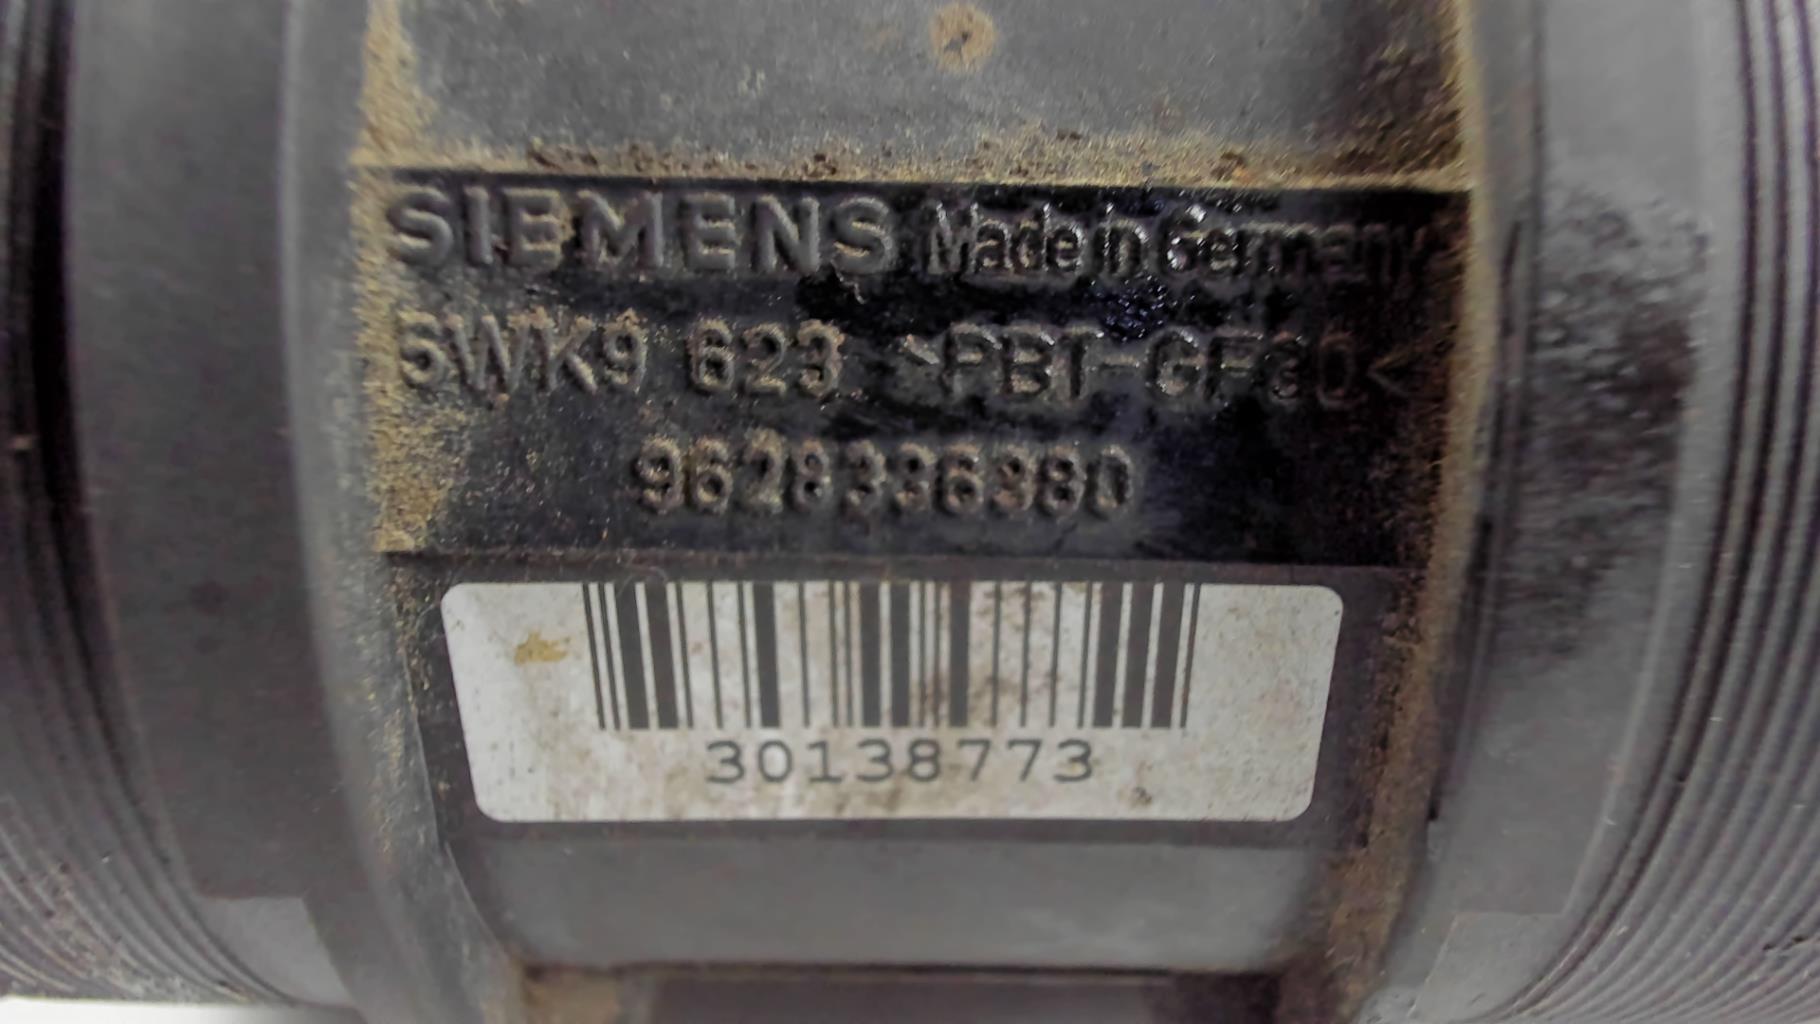 SIEMENS Made in Germany
5WK9 623 >PBT-GF30<
9628336380
30138773